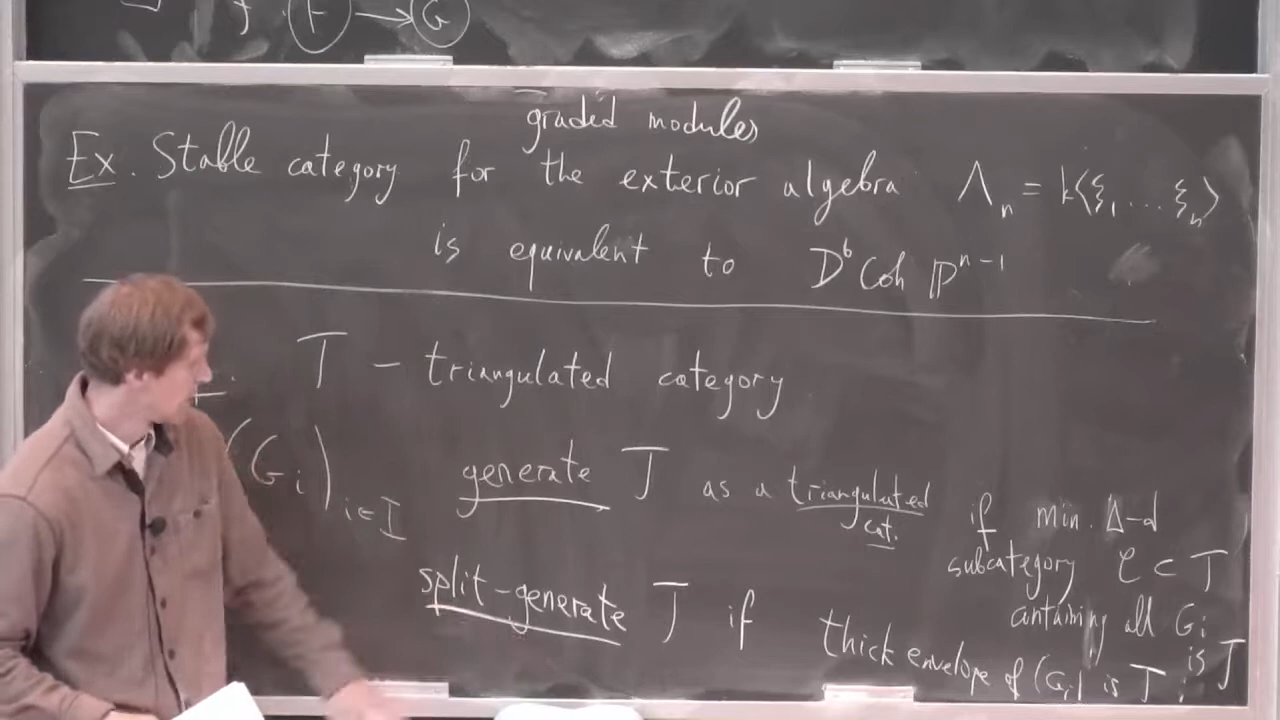 F → G
graded modules
Ex. Stable category for the exterior algebra Λₙ = k⟨ξ₁...ξₙ⟩
is equivalent to Dᵇ Coh ℙⁿ⁻¹
T - triangulated category
(Gᵢ)ᵢ∈I generate T as a triangulated cat. if min. Δ-d
subcategory C ⊂ T
containing all Gᵢ
is T
split-generate T if thick envelope of (Gᵢ) is T